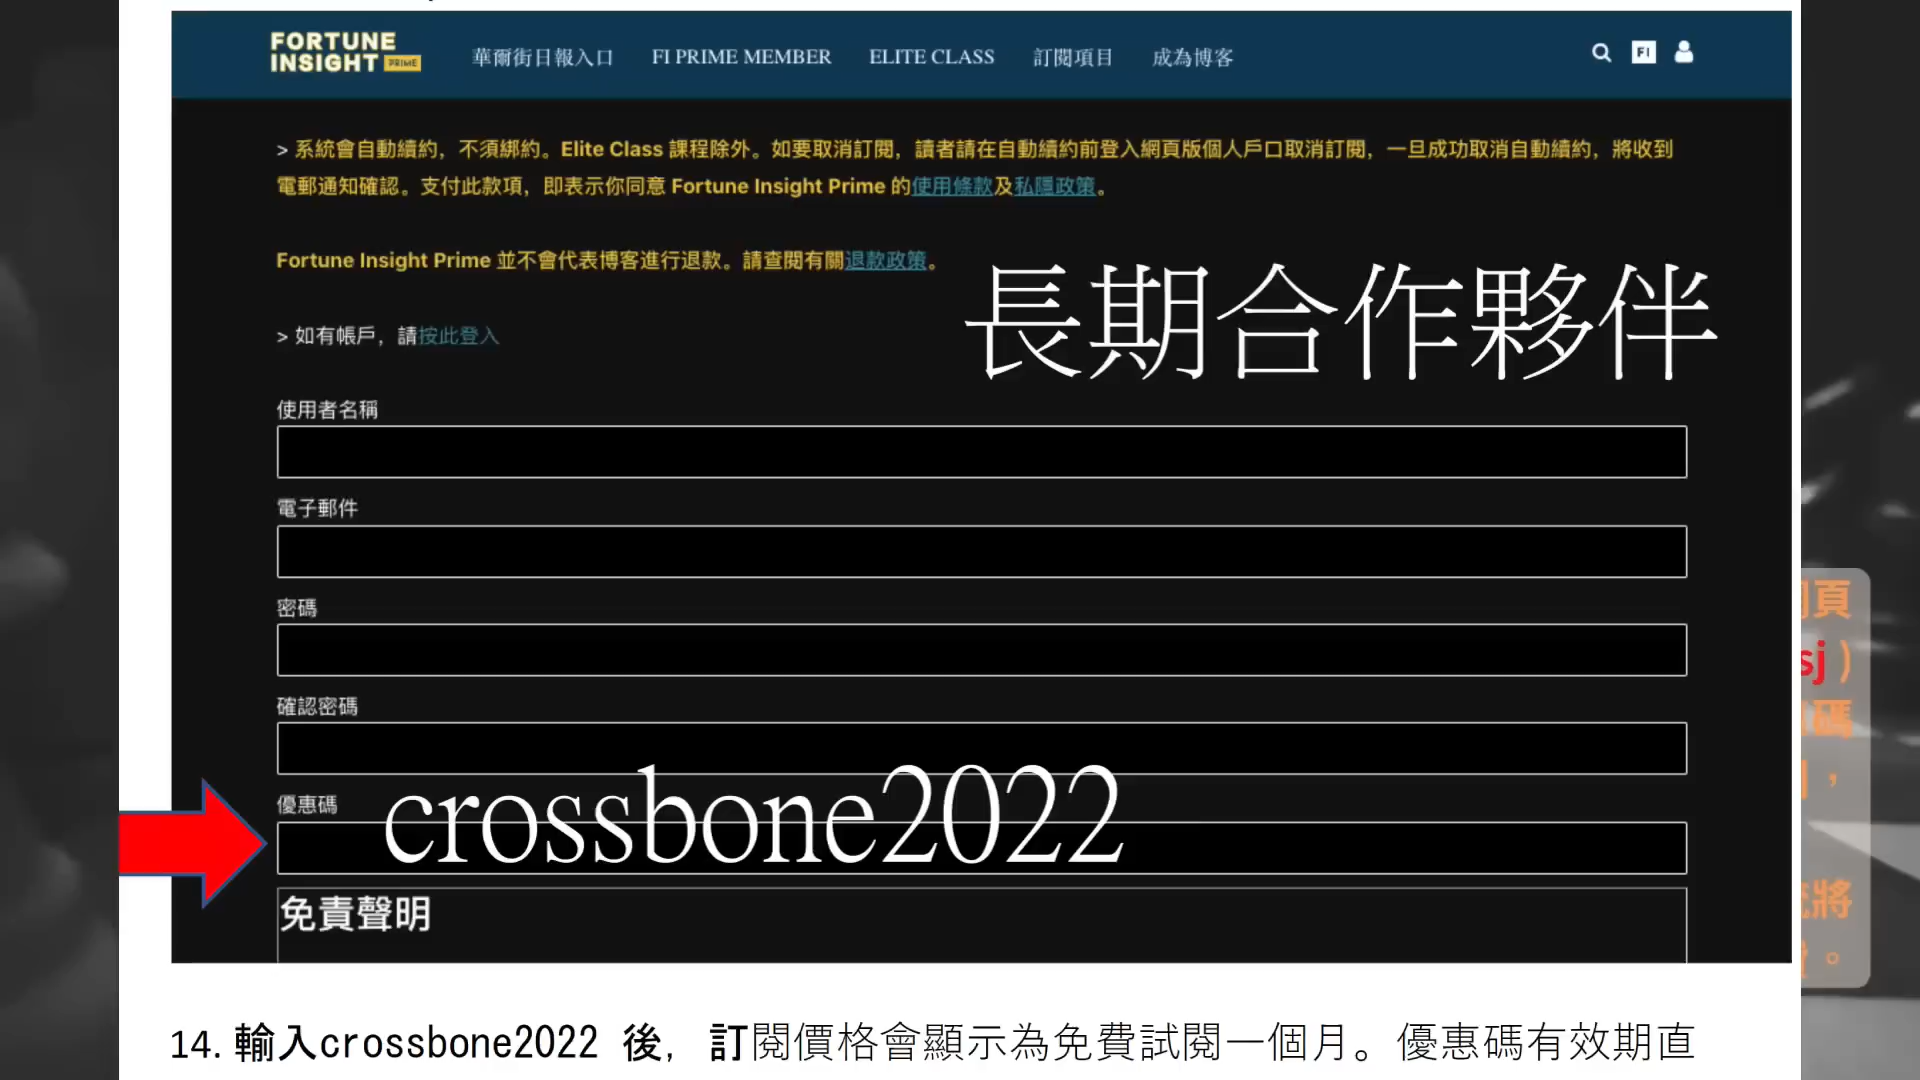 FORTUNE
INSIGHT PRIME
華爾街日報入口 FI PRIME MEMBER ELITE CLASS 訂閱項目 成為博客
FI
> 系統會自動續約，不須綁約。Elite Class 課程除外。如要取消訂閱，讀者請在自動續約前登入網頁版個人戶口取消訂閱，一旦成功取消自動續約，將收到
電郵通知確認。支付此款項，即表示你同意 Fortune Insight Prime 的使用條款及私隱政策。
Fortune Insight Prime 並不會代表博客進行退款。請查閱有關退款政策。
長期合作夥伴
> 如有帳戶，請按此登入
使用者名稱
電子郵件
密碼
確認密碼
優惠碼
crossbone2022
免責聲明
頁
sj )
碼
，
將
。
14. 輸入crossbone2022 後，訂閱價格會顯示為免費試閱一個月。優惠碼有效期直